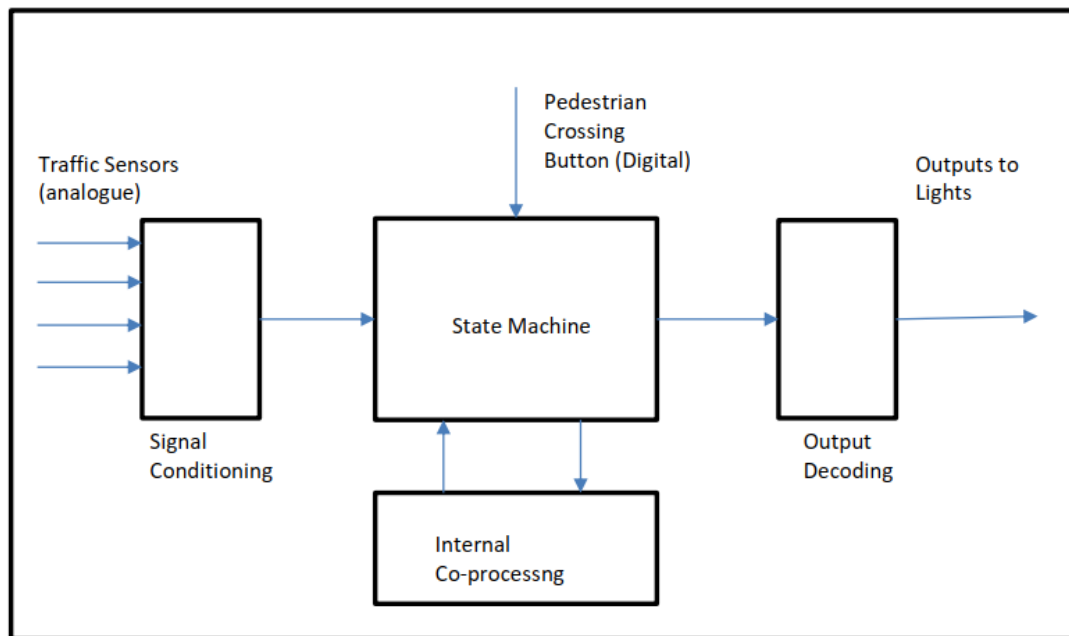 Pedestrian
Crossing
Button (Digital)
Traffic Sensors
(analogue)
Outputs to
Lights
State Machine
Signal
Conditioning
Output
Decoding
Internal
Co-processng